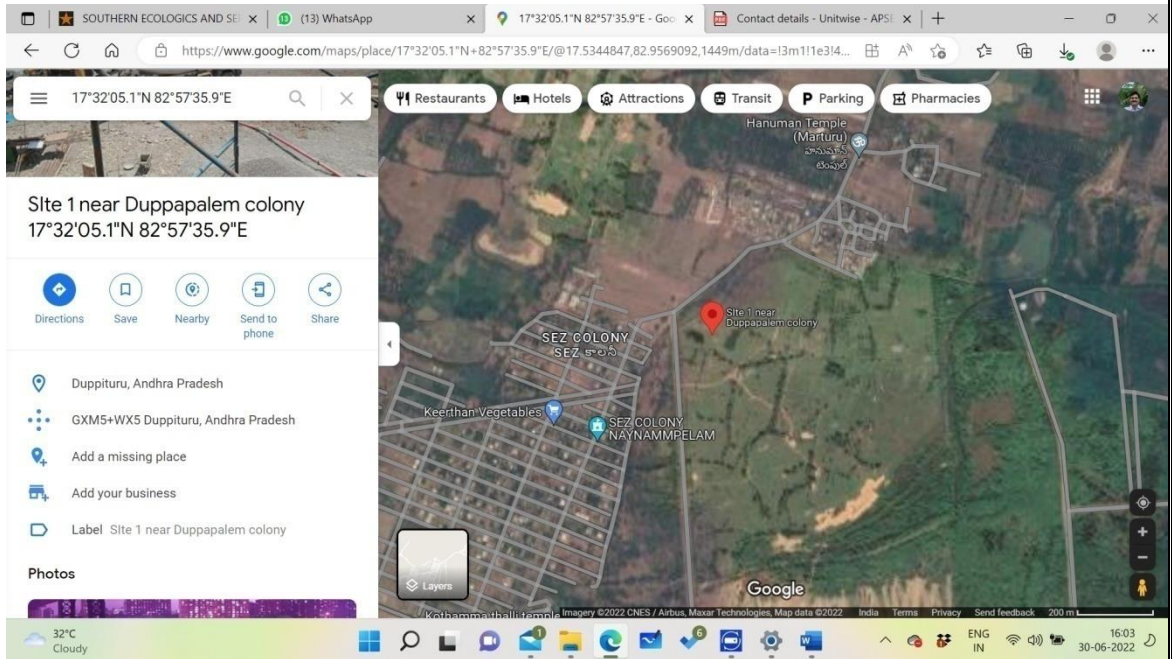 SOUTHERN ECOLOGICS AND SE
(13) WhatsApp
17°32'05.1"N 82°57'35.9"E - Goo
Contact details - Unitwise - APSE
https://www.google.com/maps/place/17°32'05.1"N+82°57'35.9"E/@17.5344847,82.9569092,1449m/data=!3m1!1e3!4...
17°32'05.1"N 82°57'35.9"E
Restaurants
Hotels
Attractions
Transit
Parking
Pharmacies
SIte 1 near Duppapalem colony
17°32'05.1"N 82°57'35.9"E
Directions
Save
Nearby
Send to
phone
Share
Duppituru, Andhra Pradesh
GXM5+WX5 Duppituru, Andhra Pradesh
Add a missing place
Add your business
Label SIte 1 near Duppapalem colony
Photos
Hanuman Temple
(Marturu)
హనుమాన్
టెంపుల్
SIte 1 near
Duppapalem colony
SEZ COLONY
SEZ కాలనీ
Keerthan Vegetables
SEZ COLONY
NAYNAMMPELAM
Layers
Kothammathalli temple
Google
Imagery ©2022 CNES / Airbus, Maxar Technologies, Map data ©2022 India Terms Privacy Send feedback 200 m
32°C
Cloudy
1
6
ENG
IN
16:03
30-06-2022